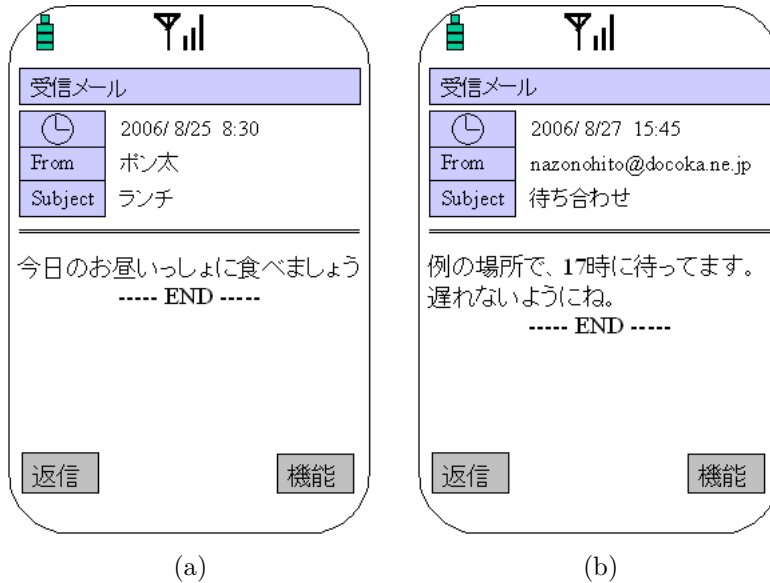 受信メール
2006/ 8/25 8:30
From ポン太
Subject ランチ
今日のお昼いっしょに食べましょう
----- END -----
返信 機能
(a)
受信メール
2006/ 8/27 15:45
From nazonohito@docoka.ne.jp
Subject 待ち合わせ
例の場所で、17時に待ってます。
遅れないようにね。
----- END -----
返信 機能
(b)